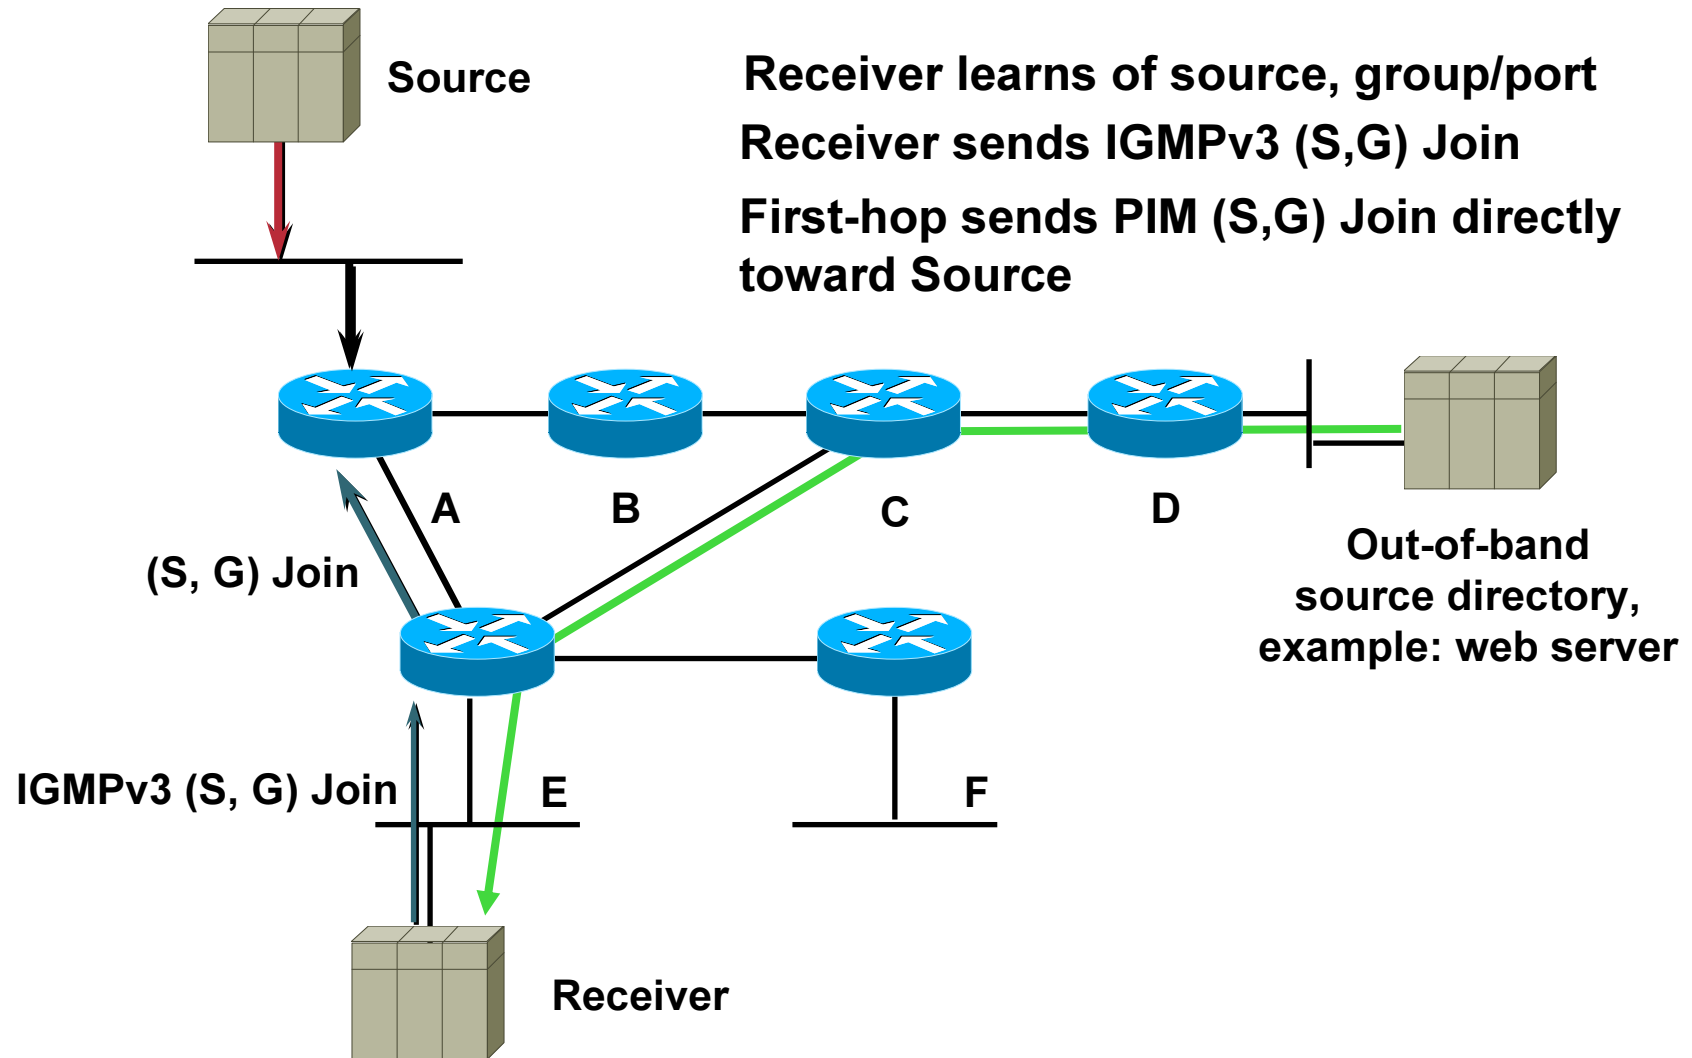 Source
Receiver learns of source, group/port
Receiver sends IGMPv3 (S,G) Join
First-hop sends PIM (S,G) Join directly
toward Source
A
B
C
D
(S, G) Join
Out-of-band
source directory,
example: web server
IGMPv3 (S, G) Join
E
F
Receiver